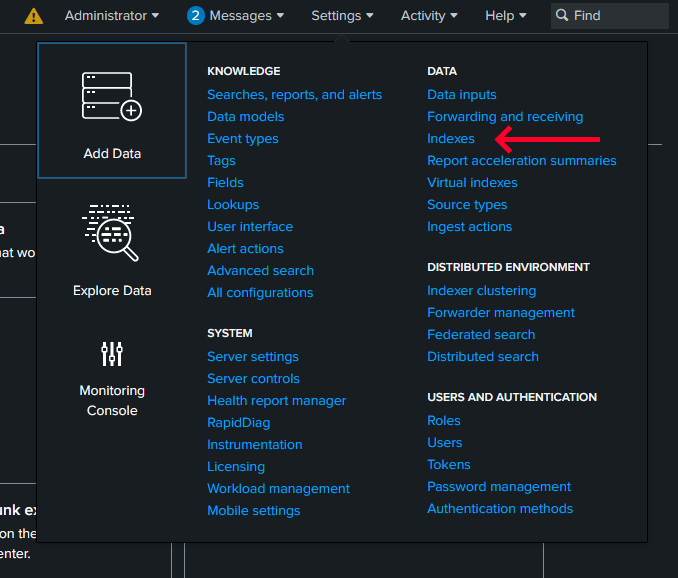 Administrator ▾ 2 Messages ▾ Settings ▾ Activity ▾ Help ▾ Find
Add Data
Explore Data
Monitoring
Console
KNOWLEDGE
Searches, reports, and alerts
Data models
Event types
Tags
Fields
Lookups
User interface
Alert actions
Advanced search
All configurations
SYSTEM
Server settings
Server controls
Health report manager
RapidDiag
Instrumentation
Licensing
Workload management
Mobile settings
DATA
Data inputs
Forwarding and receiving
Indexes
Report acceleration summaries
Virtual indexes
Source types
Ingest actions
DISTRIBUTED ENVIRONMENT
Indexer clustering
Forwarder management
Federated search
Distributed search
USERS AND AUTHENTICATION
Roles
Users
Tokens
Password management
Authentication methods
a
at wo
unk ex
on the
enter.